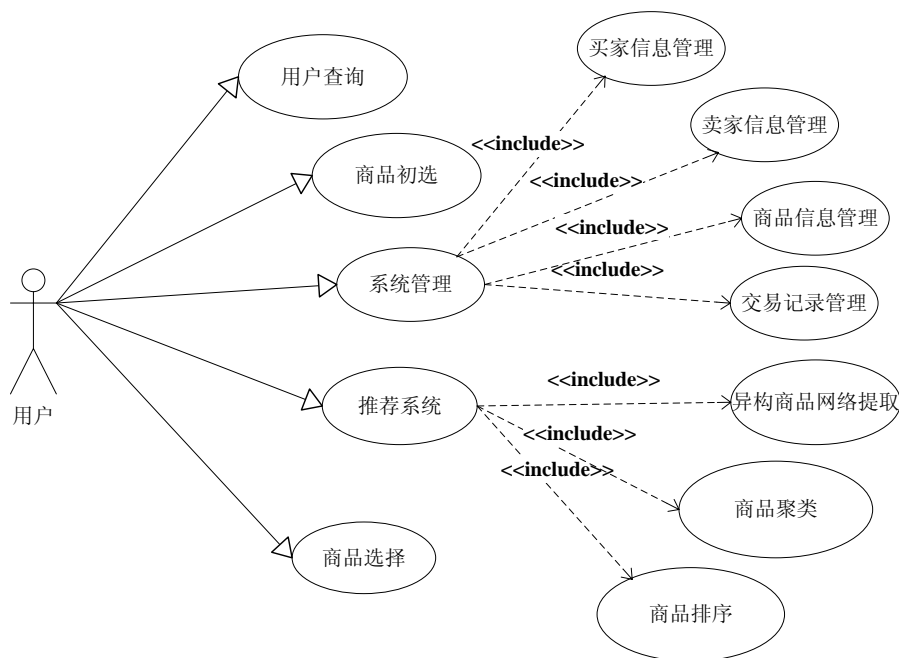 买家信息管理
用户查询
卖家信息管理
<<include>>
商品初选
<<include>>
商品信息管理
<<include>>
系统管理
<<include>>
交易记录管理
推荐系统
<<include>>
异构商品网络提取
用户
<<include>>
<<include>>
商品聚类
商品选择
商品排序